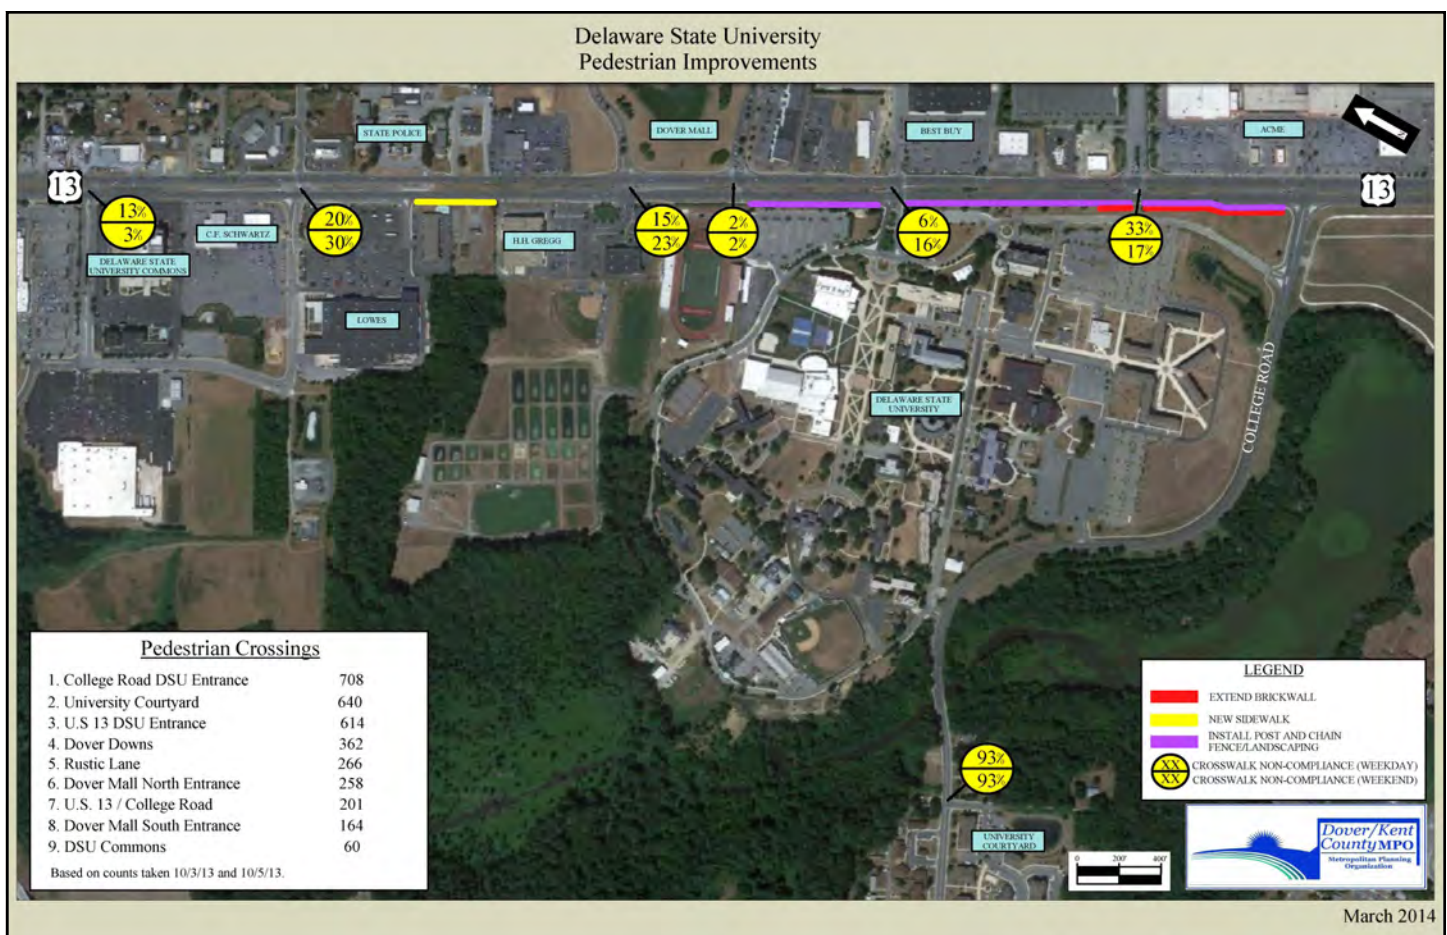 Delaware State University
Pedestrian Improvements
STATE POLICE
DOVER MALL
BEST BUY
ACME
13
13
13%
3%
C.F. SCHWARTZ
20%
30%
H.H. GREGG
15%
23%
2%
2%
6%
16%
33%
17%
DELAWARE STATE
UNIVERSITY COMMONS
LOWES
DELAWARE STATE
UNIVERSITY
COLLEGE ROAD
Pedestrian Crossings
1. College Road DSU Entrance 708
2. University Courtyard 640
3. U.S 13 DSU Entrance 614
4. Dover Downs 362
5. Rustic Lane 266
6. Dover Mall North Entrance 258
7. U.S. 13 / College Road 201
8. Dover Mall South Entrance 164
9. DSU Commons 60
Based on counts taken 10/3/13 and 10/5/13.
93%
93%
UNIVERSITY
COURTYARD
0 200' 400'
LEGEND
EXTEND BRICKWALL
NEW SIDEWALK
INSTALL POST AND CHAIN
FENCE/LANDSCAPING
XX CROSSWALK NON-COMPLIANCE (WEEKDAY)
XX CROSSWALK NON-COMPLIANCE (WEEKEND)
Dover/Kent
County MPO
Metropolitan Planning
Organization
March 2014